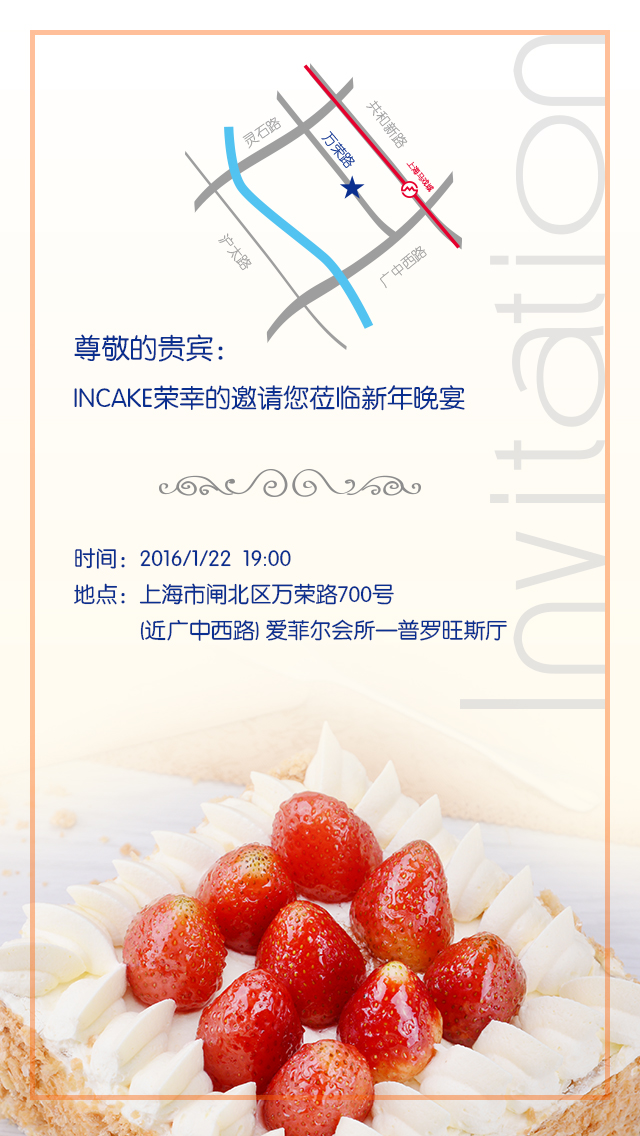 灵石路
万荣路
共和新路
上海马戏城
沪太路
广中西路
尊敬的贵宾：
INCAKE荣幸的邀请您莅临新年晚宴
时间：2016/1/22 19:00
地点：上海市闸北区万荣路700号
(近广中西路) 爱菲尔会所一普罗旺斯厅
Invitation